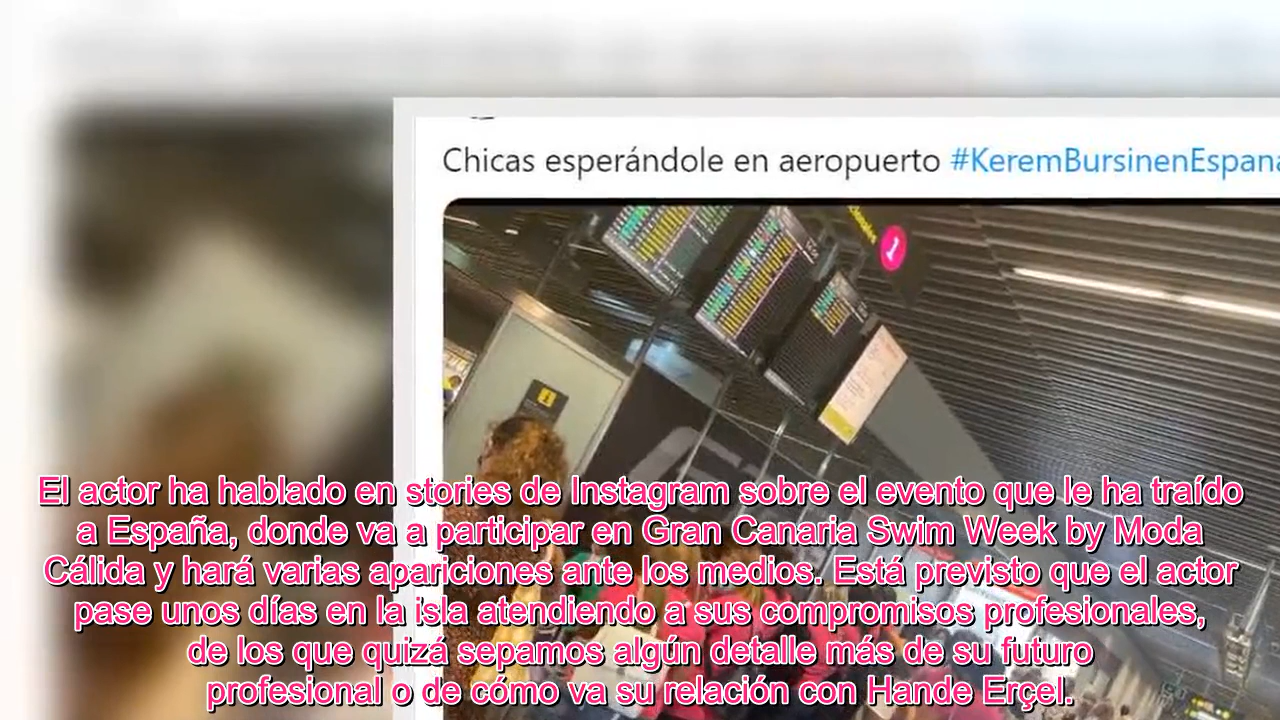 Chicas esperándole en aeropuerto #KeremBursinenEspana
El actor ha hablado en stories de Instagram sobre el evento que le ha traído
a España, donde va a participar en Gran Canaria Swim Week by Moda
Cálida y hará varias apariciones ante los medios. Está previsto que el actor
pase unos días en la isla atendiendo a sus compromisos profesionales,
de los que quizá sepamos algún detalle más de su futuro
profesional o de cómo va su relación con Hande Erçel.